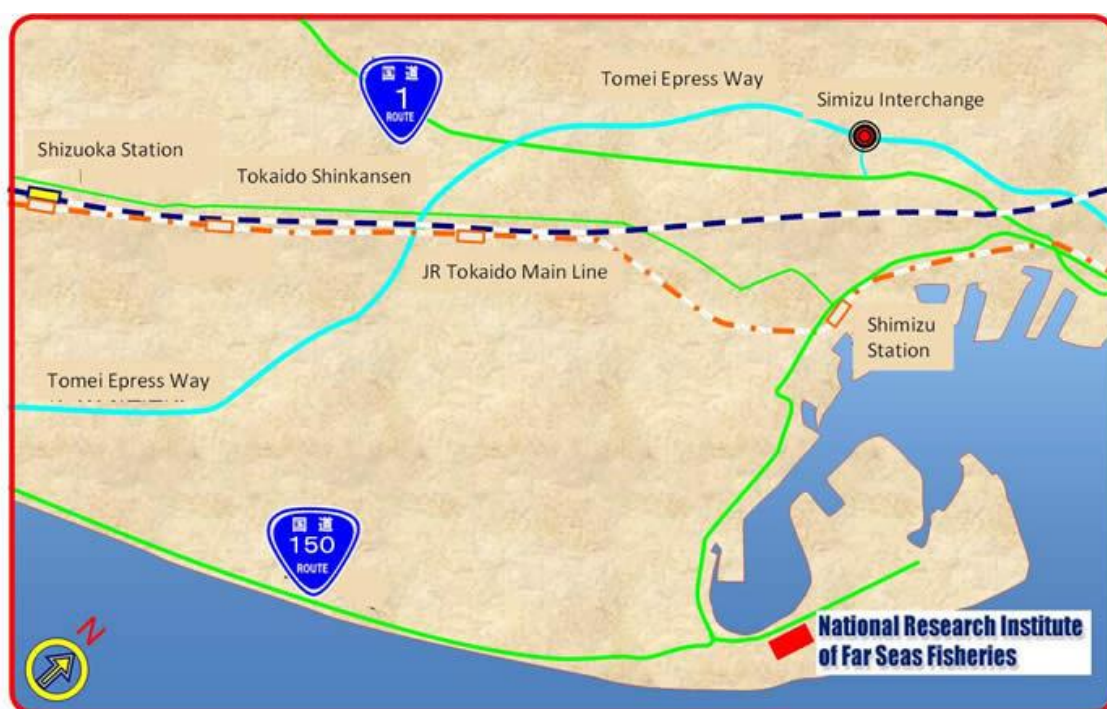 国道
1
ROUTE
Tomei Epress Way
Simizu Interchange
Shizuoka Station
Tokaido Shinkansen
JR Tokaido Main Line
Shimizu
Station
Tomei Epress Way
国道
150
ROUTE
National Research Institute
of Far Seas Fisheries
N